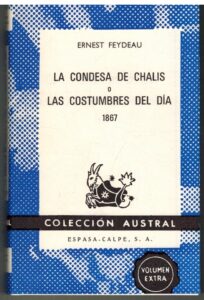 ERNEST FEYDEAU
LA CONDESA DE CHALIS
o
LAS COSTUMBRES DEL DÍA
1867
COLECCIÓN AUSTRAL
ESPASA-CALPE, S. A.
VOLUMEN
EXTRA